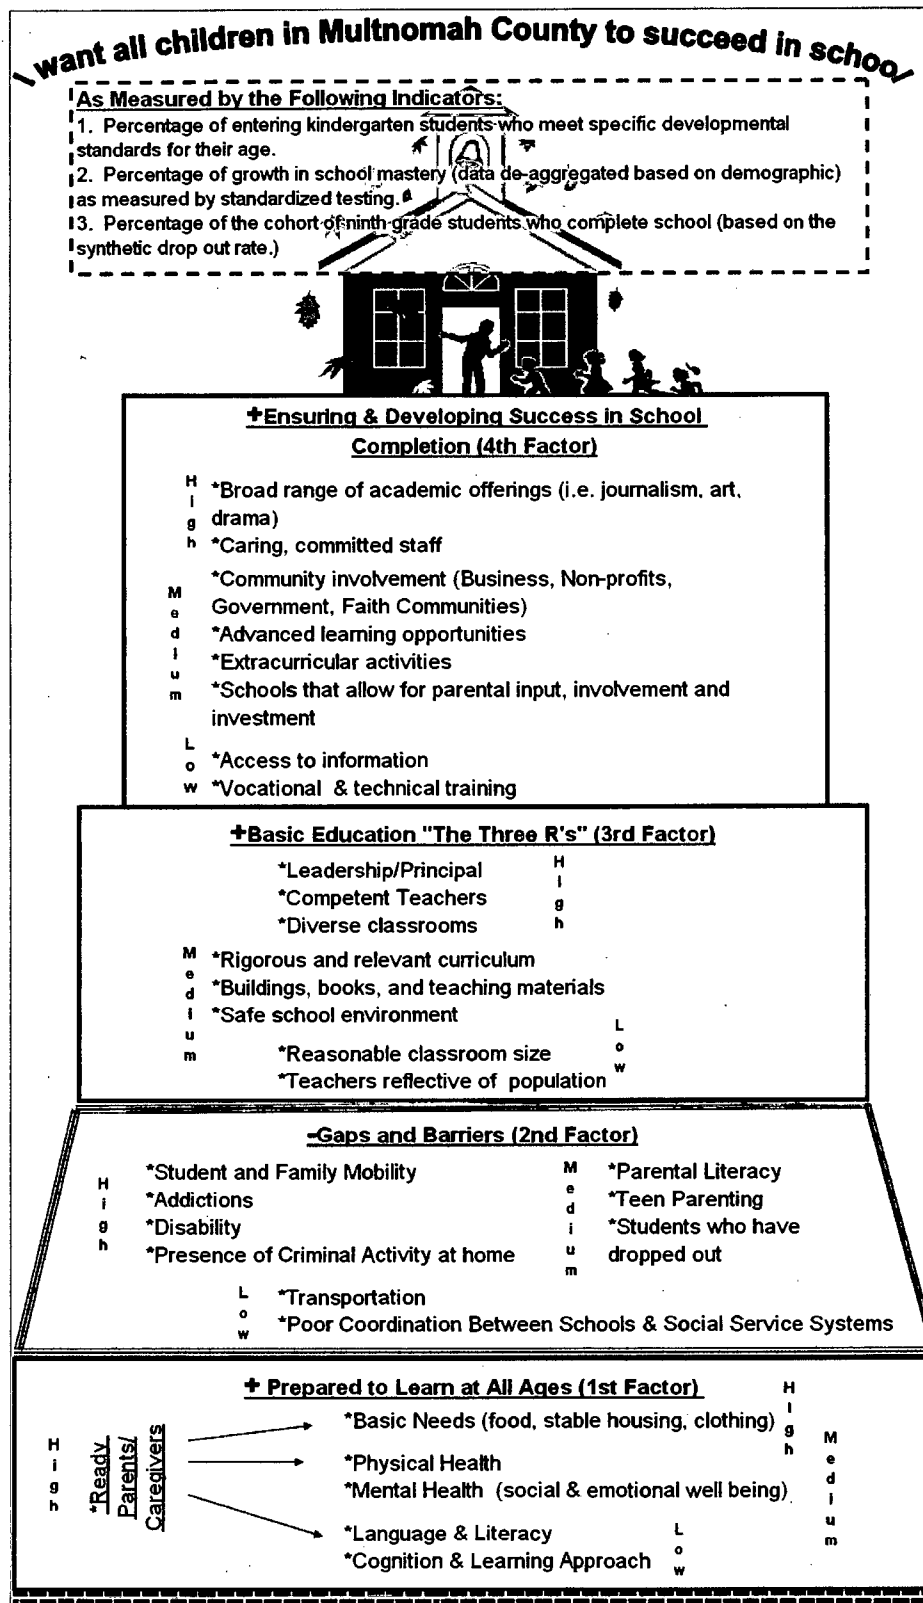 I want all children in Multnomah County to succeed in school
As Measured by the Following Indicators:
1. Percentage of entering kindergarten students who meet specific developmental
standards for their age.
2. Percentage of growth in school mastery (data de-aggregated based on demographic)
as measured by standardized testing.
3. Percentage of the cohort of ninth grade students who complete school (based on the
synthetic drop out rate.)
+Ensuring & Developing Success in School
Completion (4th Factor)
High
*Broad range of academic offerings (i.e. journalism, art,
drama)
*Caring, committed staff
Medium
*Community involvement (Business, Non-profits,
Government, Faith Communities)
*Advanced learning opportunities
*Extracurricular activities
*Schools that allow for parental input, involvement and
investment
Low
*Access to information
*Vocational & technical training
+Basic Education "The Three R's" (3rd Factor)
*Leadership/Principal
*Competent Teachers
*Diverse classrooms
High
Medium
*Rigorous and relevant curriculum
*Buildings, books, and teaching materials
*Safe school environment
*Reasonable classroom size
*Teachers reflective of population
Low
-Gaps and Barriers (2nd Factor)
High
*Student and Family Mobility
*Addictions
*Disability
*Presence of Criminal Activity at home
Medium
*Parental Literacy
*Teen Parenting
*Students who have
dropped out
Low
*Transportation
*Poor Coordination Between Schools & Social Service Systems
+ Prepared to Learn at All Ages (1st Factor)
High
*Ready
Parents/
Caregivers
*Basic Needs (food, stable housing, clothing)
High
*Physical Health
*Mental Health (social & emotional well being)
Medium
*Language & Literacy
*Cognition & Learning Approach
Low